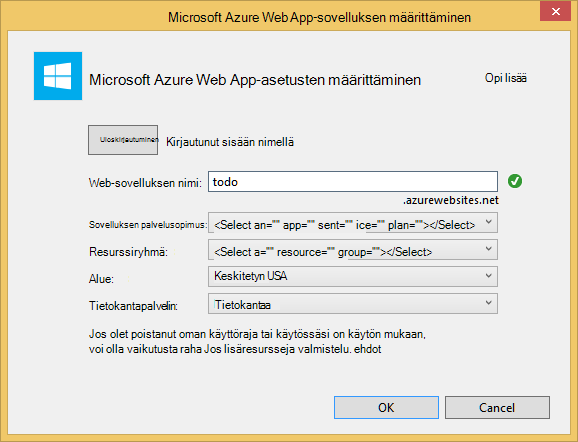 Microsoft Azure Web App-sovelluksen määrittäminen
Microsoft Azure Web App-asetusten määrittäminen
Opi lisää
Uloskirjautuminen
Kirjautunut sisään nimellä
Web-sovelluksen nimi:
todo
.azurewebsites.net
Sovelluksen palvelusopimus:
<Select an="" app="" sent="" ice="" plan=""></Select>
Resurssiryhmä:
<Select a="" resource="" group=""></Select>
Alue:
Keskitetyn USA
Tietokantapalvelin:
Tietokantaa
Jos olet poistanut oman käyttöraja tai käytössäsi on käytön mukaan,
voi olla vaikutusta raha Jos lisäresursseja valmistelu. ehdot
OK
Cancel